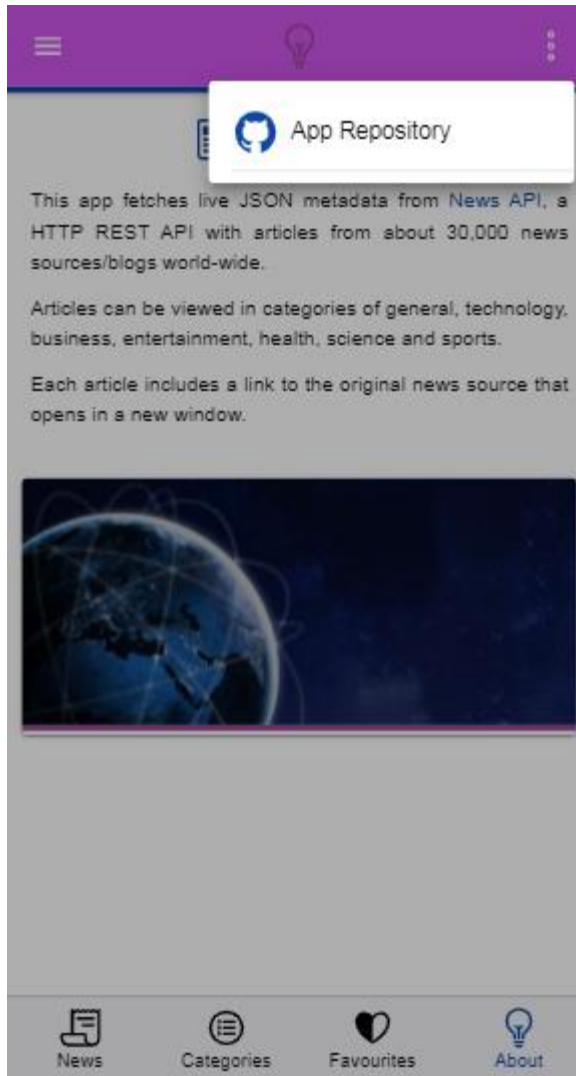 App Repository
This app fetches live JSON metadata from News API, a
HTTP REST API with articles from about 30,000 news
sources/blogs world-wide.
Articles can be viewed in categories of general, technology,
business, entertainment, health, science and sports.
Each article includes a link to the original news source that
opens in a new window.
News Categories Favourites About